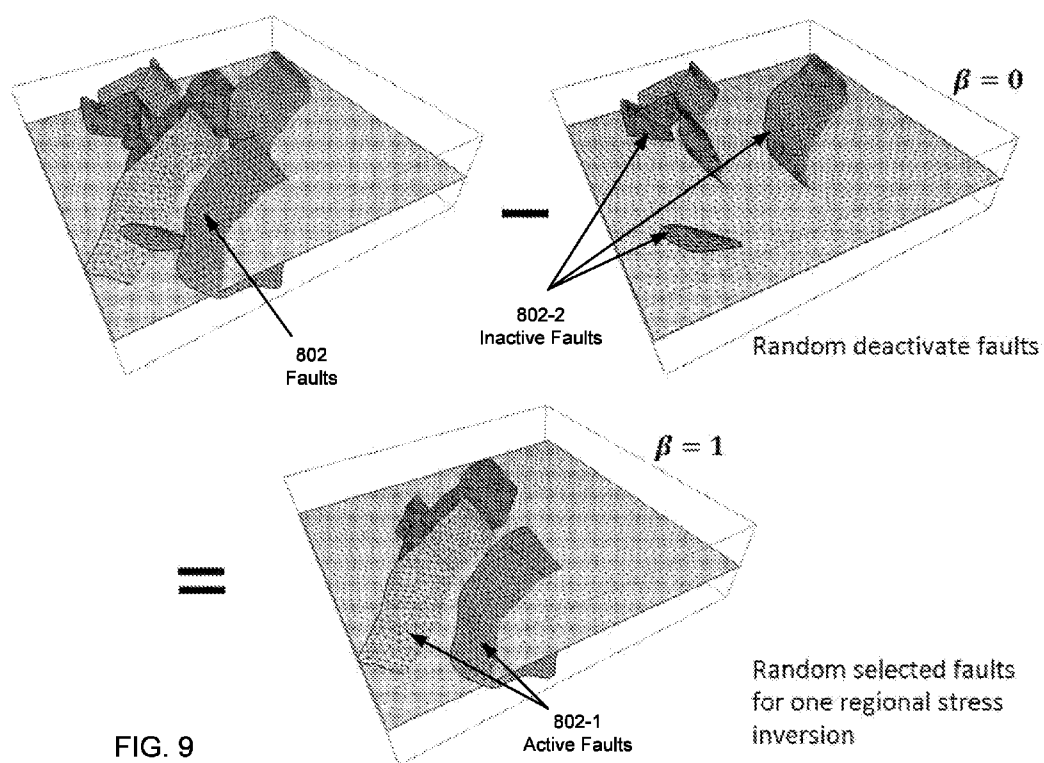 β = 0
802-2
Inactive Faults
802
Faults
Random deactivate faults
β = 1
802-1
Active Faults
Random selected faults
for one regional stress
inversion
FIG. 9